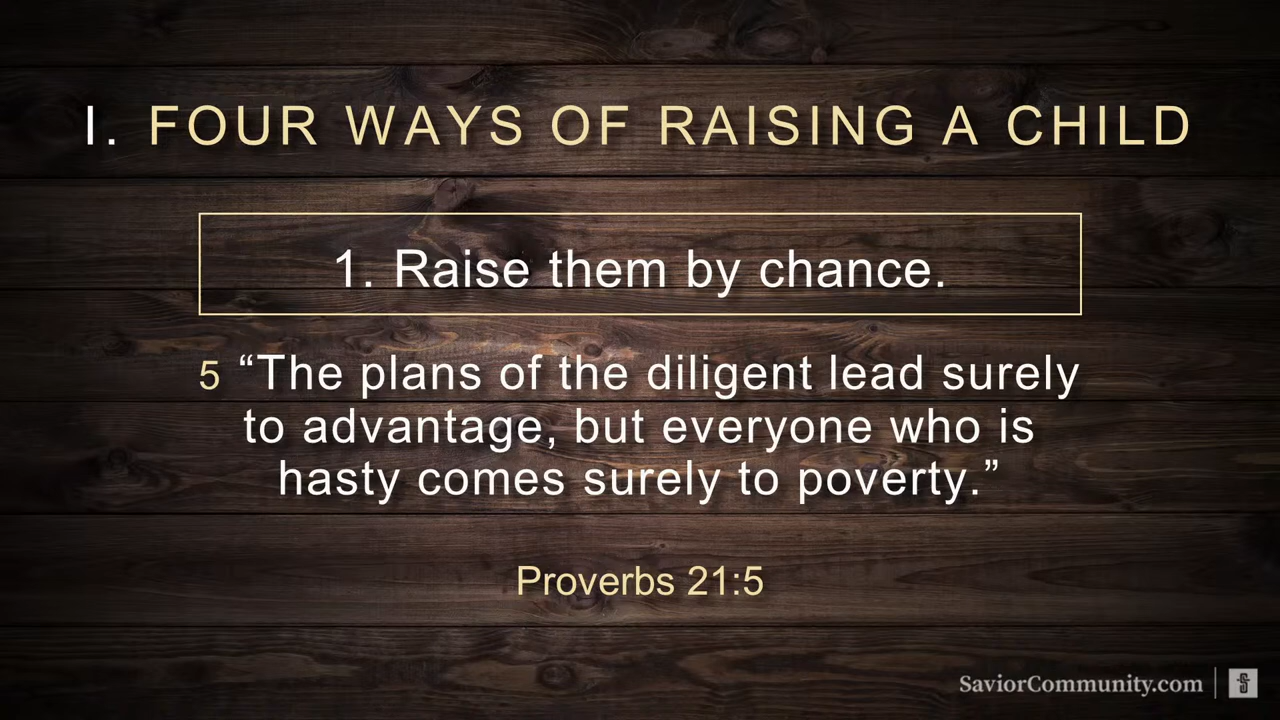 I. FOUR WAYS OF RAISING A CHILD
1. Raise them by chance.
5 “The plans of the diligent lead surely
to advantage, but everyone who is
hasty comes surely to poverty.”
Proverbs 21:5
SaviorCommunity.com